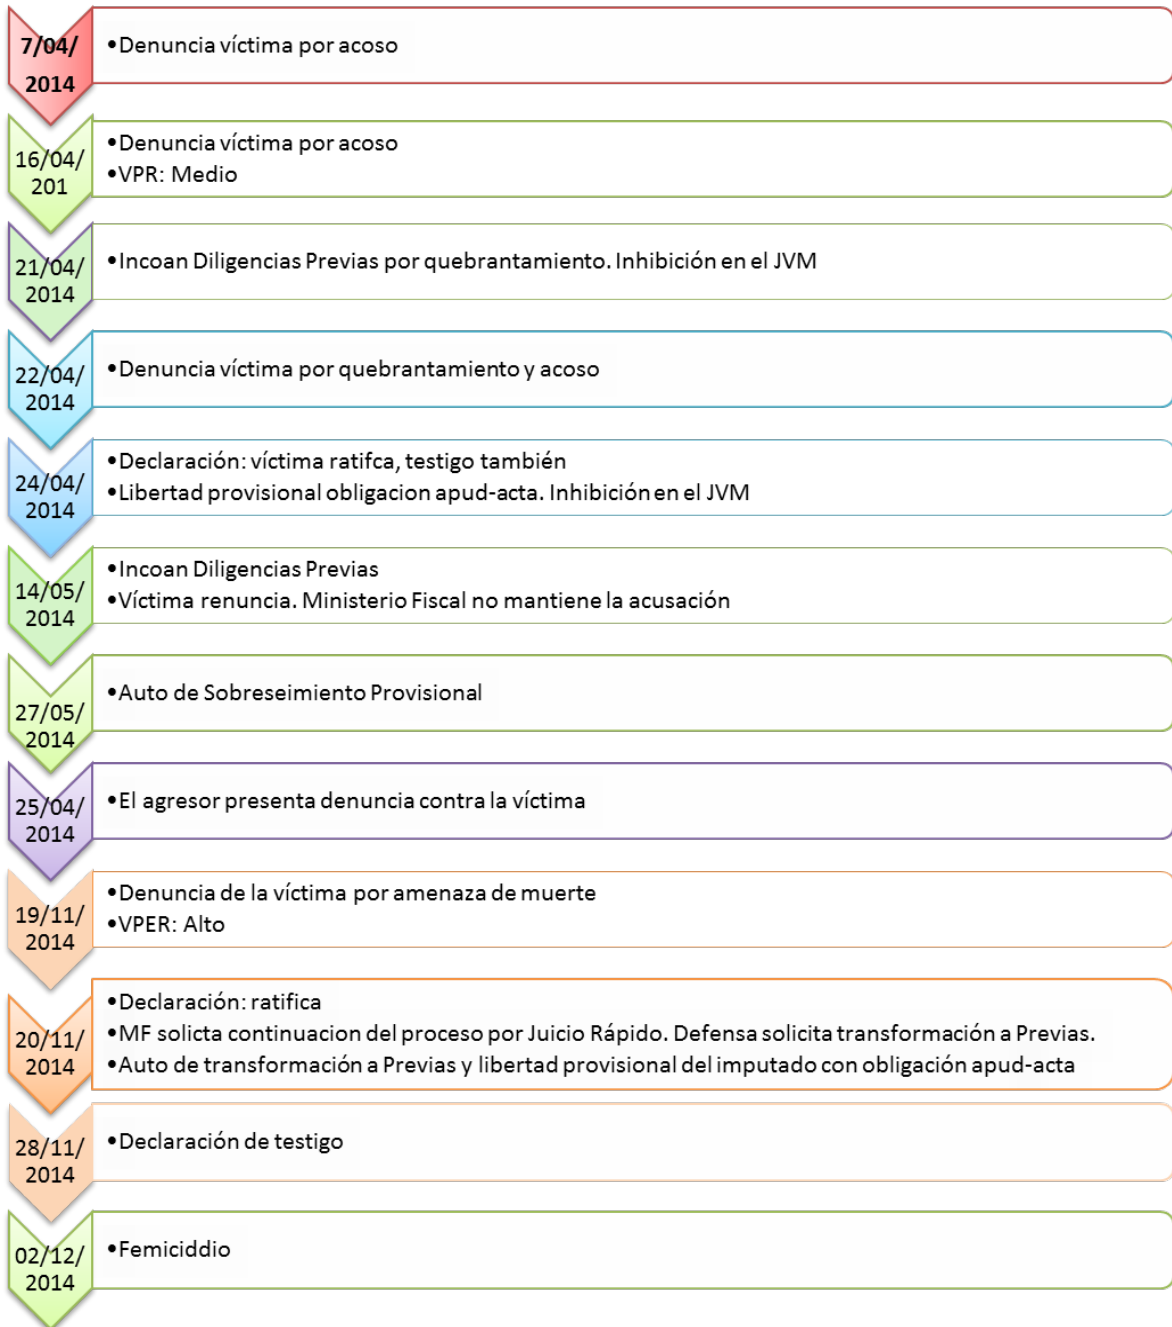 7/04/
2014
•Denuncia víctima por acoso
16/04/
201
•Denuncia víctima por acoso
•VPR: Medio
21/04/
2014
•Incoan Diligencias Previas por quebrantamiento. Inhibición en el JVM
22/04/
2014
•Denuncia víctima por quebrantamiento y acoso
24/04/
2014
•Declaración: víctima ratifca, testigo también
•Libertad provisional obligacion apud-acta. Inhibición en el JVM
14/05/
2014
•Incoan Diligencias Previas
•Víctima renuncia. Ministerio Fiscal no mantiene la acusación
27/05/
2014
•Auto de Sobreseimiento Provisional
25/04/
2014
•El agresor presenta denuncia contra la víctima
19/11/
2014
•Denuncia de la víctima por amenaza de muerte
•VPER: Alto
20/11/
2014
•Declaración: ratifica
•MF solicta continuacion del proceso por Juicio Rápido. Defensa solicita transformación a Previas.
•Auto de transformación a Previas y libertad provisional del imputado con obligación apud-acta
28/11/
2014
•Declaración de testigo
02/12/
2014
•Femiciddio